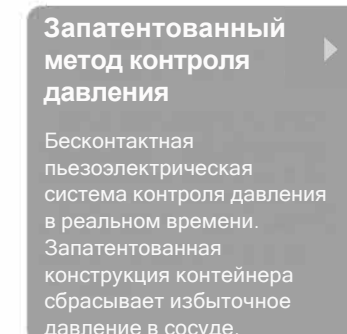 Запатентованный
метод контроля
давления
Бесконтактная
пьезоэлектрическая
система контроля давления
в реальном времени.
Запатентованная
конструкция контейнера
сбрасывает избыточное
давление в сосуде.